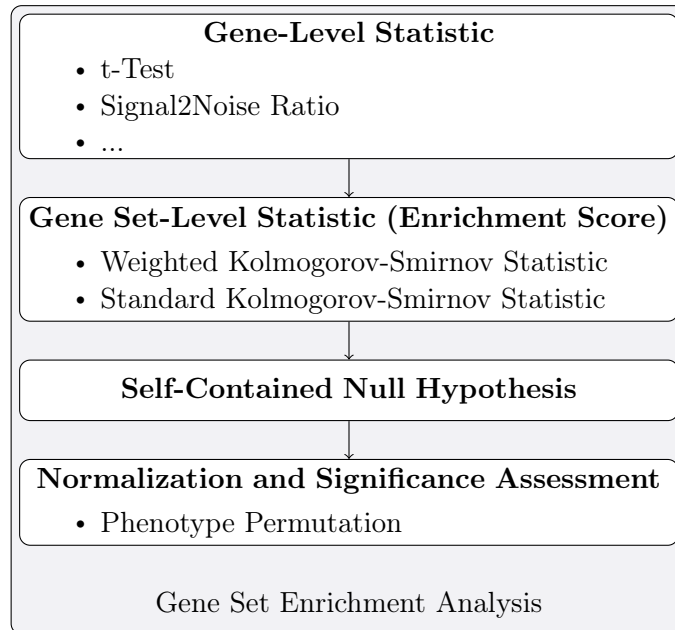 Gene-Level Statistic
• t-Test
• Signal2Noise Ratio
• ...
Gene Set-Level Statistic (Enrichment Score)
• Weighted Kolmogorov-Smirnov Statistic
• Standard Kolmogorov-Smirnov Statistic
Self-Contained Null Hypothesis
Normalization and Significance Assessment
• Phenotype Permutation
Gene Set Enrichment Analysis